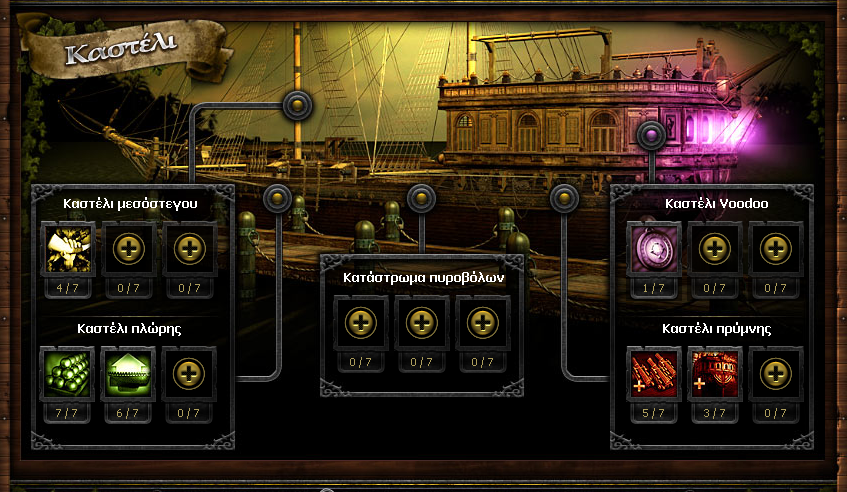 Καστέλι
Καστέλι μεσόστεγου
4/7 0/7 0/7
Καστέλι πλώρης
7/7 6/7 0/7
Κατάστρωμα πυροβόλων
0/7 0/7 0/7
Καστέλι Voodoo
1/7 0/7 0/7
Καστέλι πρύμνης
5/7 3/7 0/7